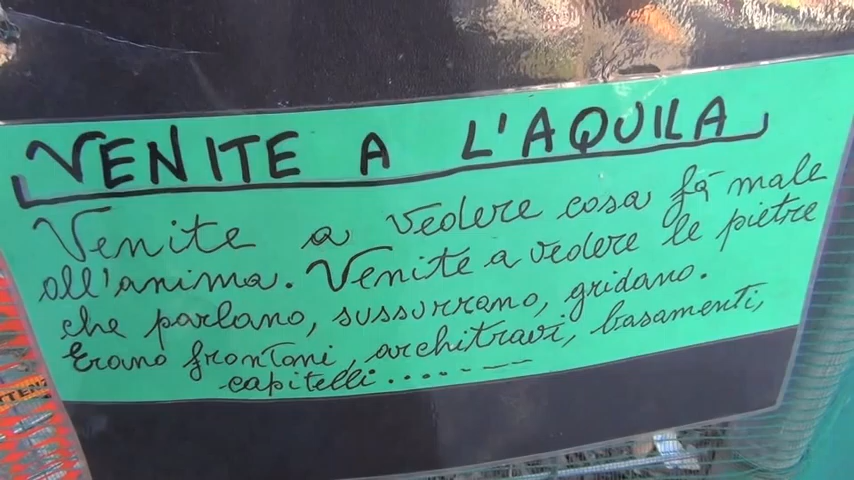 VENITE A L'AQUILA
Venite a vedere cosa fà male
all'anima. Venite a vedere le pietre
che parlano, sussurrano, gridano.
Erano frontoni, architravi, basamenti,
capitelli..........
ATTENZ